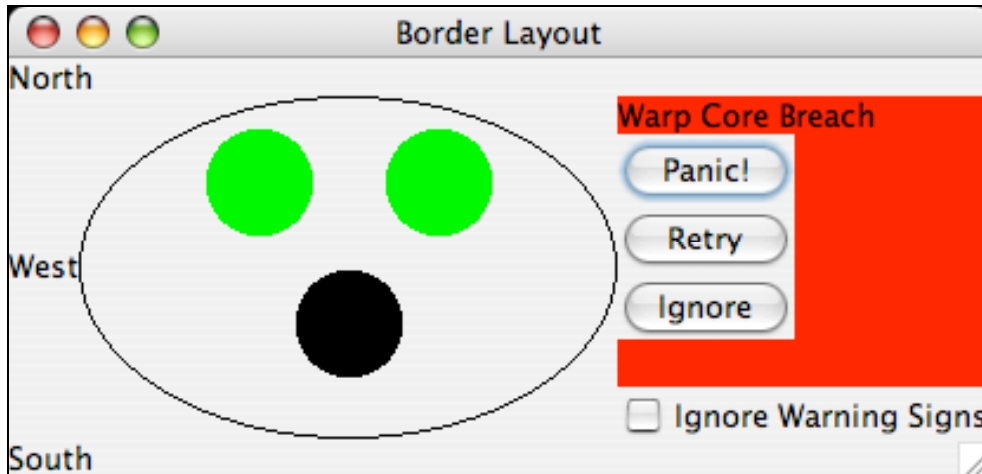 Border Layout
North
Warp Core Breach
Panic!
Retry
West
Ignore
Ignore Warning Signs
South